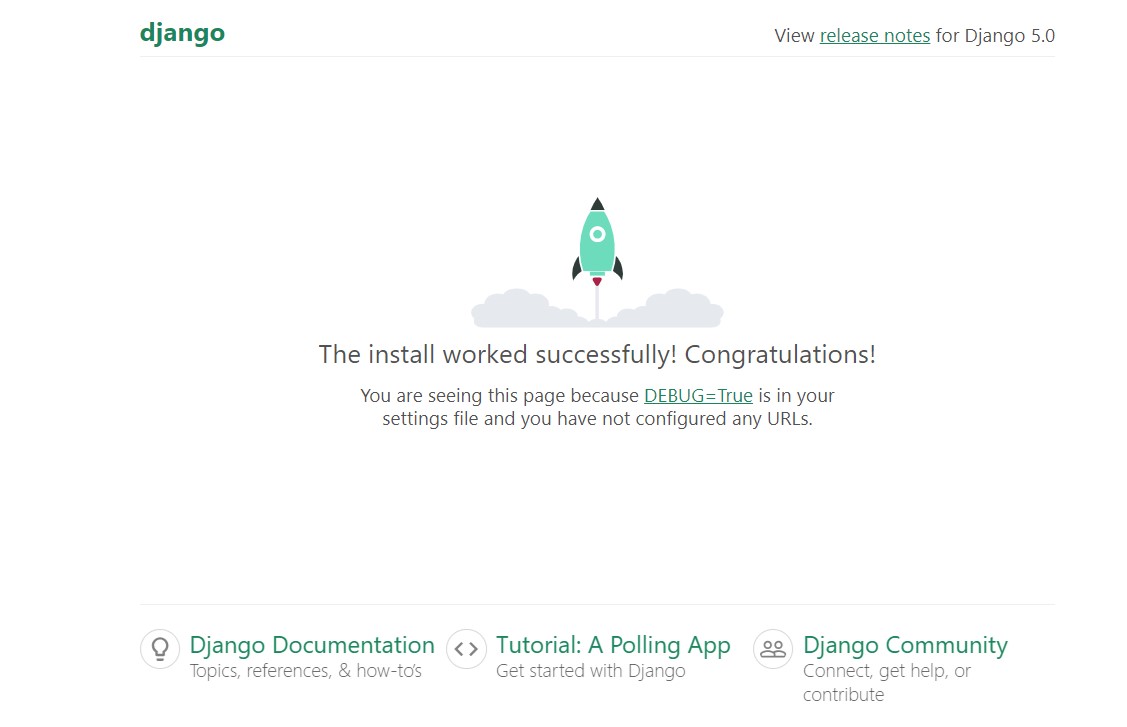 django
View release notes for Django 5.0
The install worked successfully! Congratulations!
You are seeing this page because DEBUG=True is in your
settings file and you have not configured any URLs.
Django Documentation
Topics, references, & how-to’s
Tutorial: A Polling App
Get started with Django
Django Community
Connect, get help, or
contribute